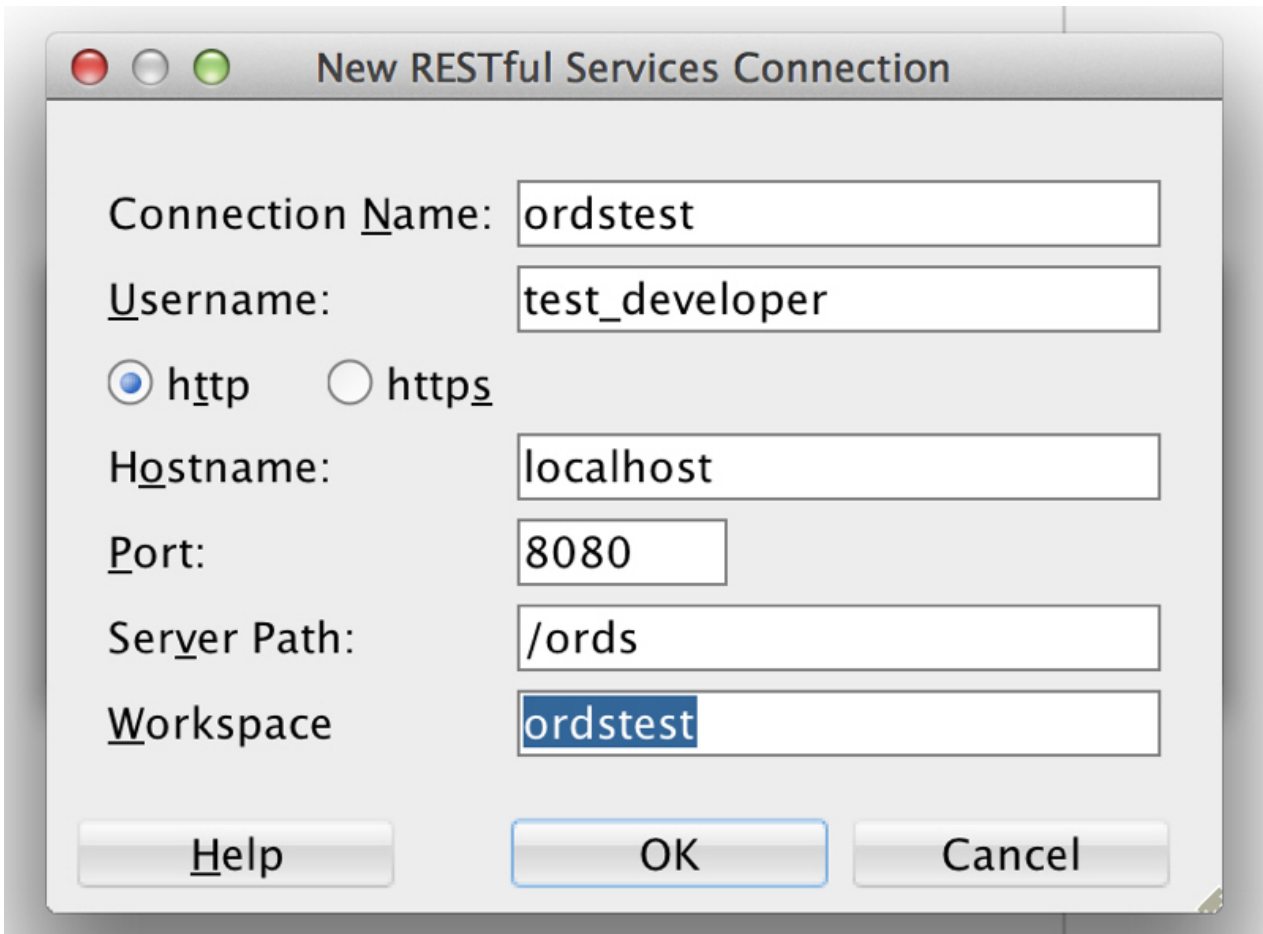 New RESTful Services Connection
Connection Name: ordstest
Username: test_developer
http https
Hostname: localhost
Port: 8080
Server Path: /ords
Workspace ordstest
Help OK Cancel